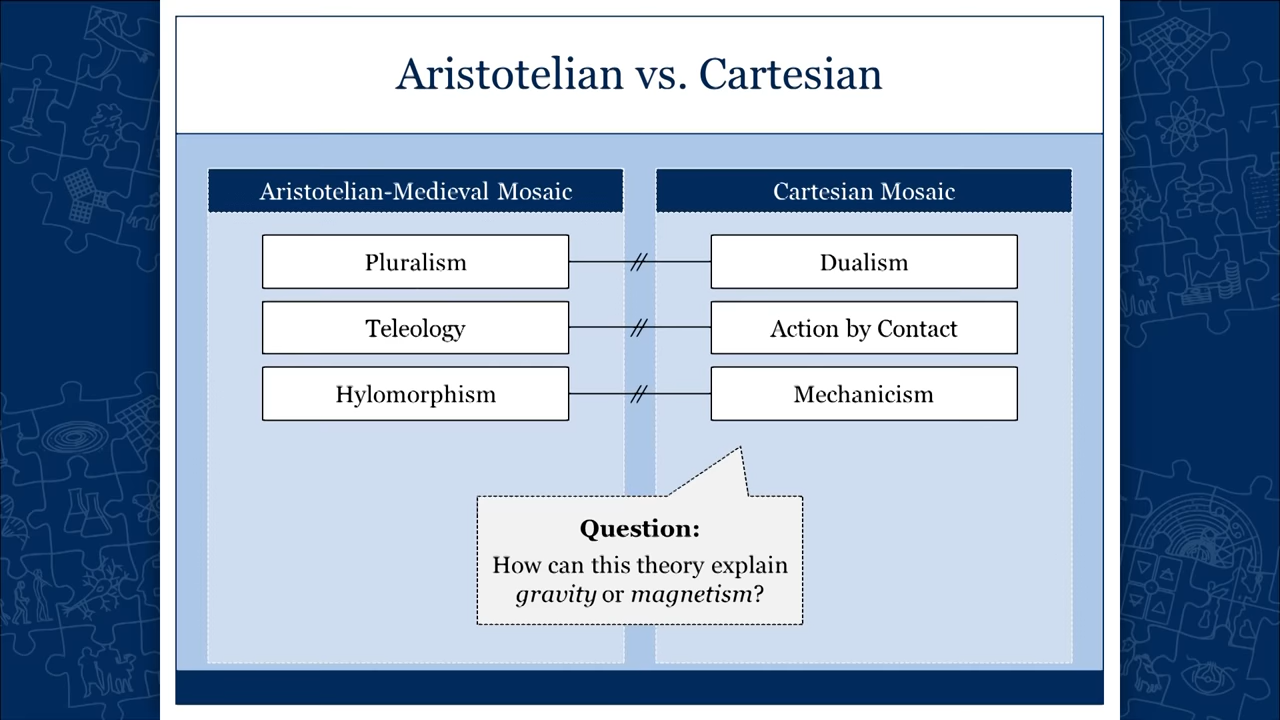 Aristotelian vs. Cartesian
Aristotelian-Medieval Mosaic
Cartesian Mosaic
Pluralism
Dualism
Teleology
Action by Contact
Hylomorphism
Mechanicism
Question:
How can this theory explain
gravity or magnetism?